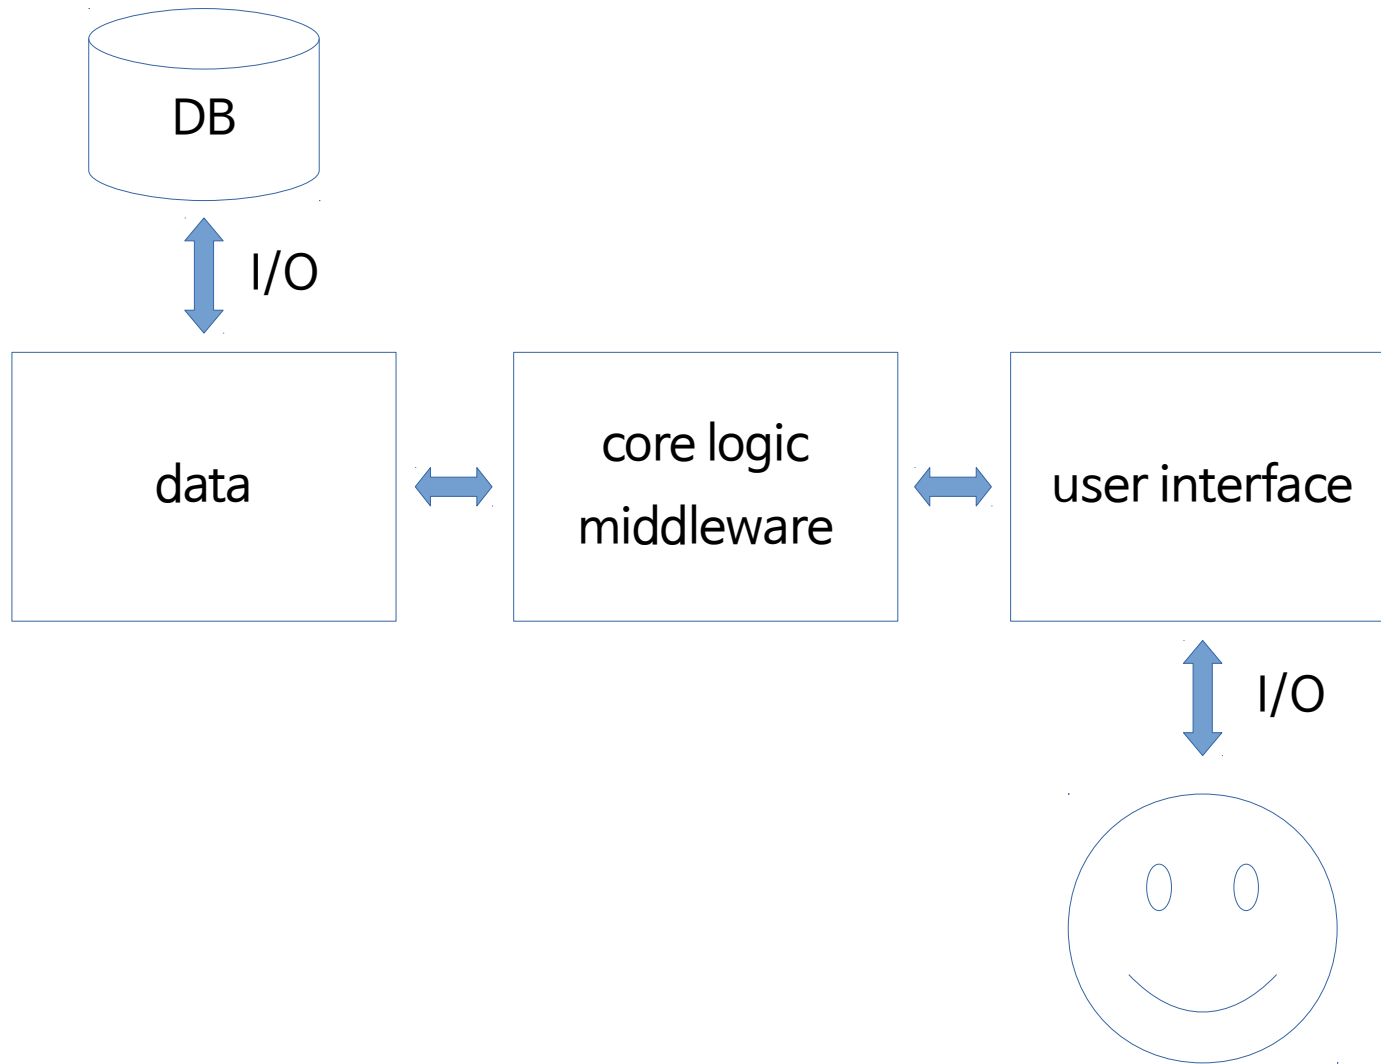 DB
I/O
data
core logic
middleware
user interface
I/O